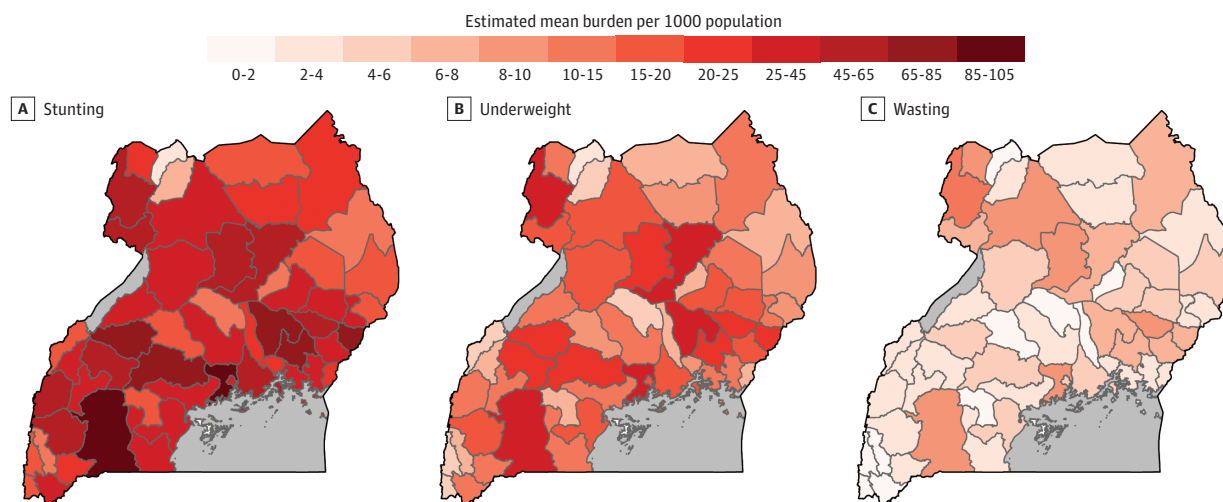 Estimated mean burden per 1000 population
0-2 2-4 4-6 6-8 8-10 10-15 15-20 20-25 25-45 45-65 65-85 85-105
A Stunting
B Underweight
C Wasting